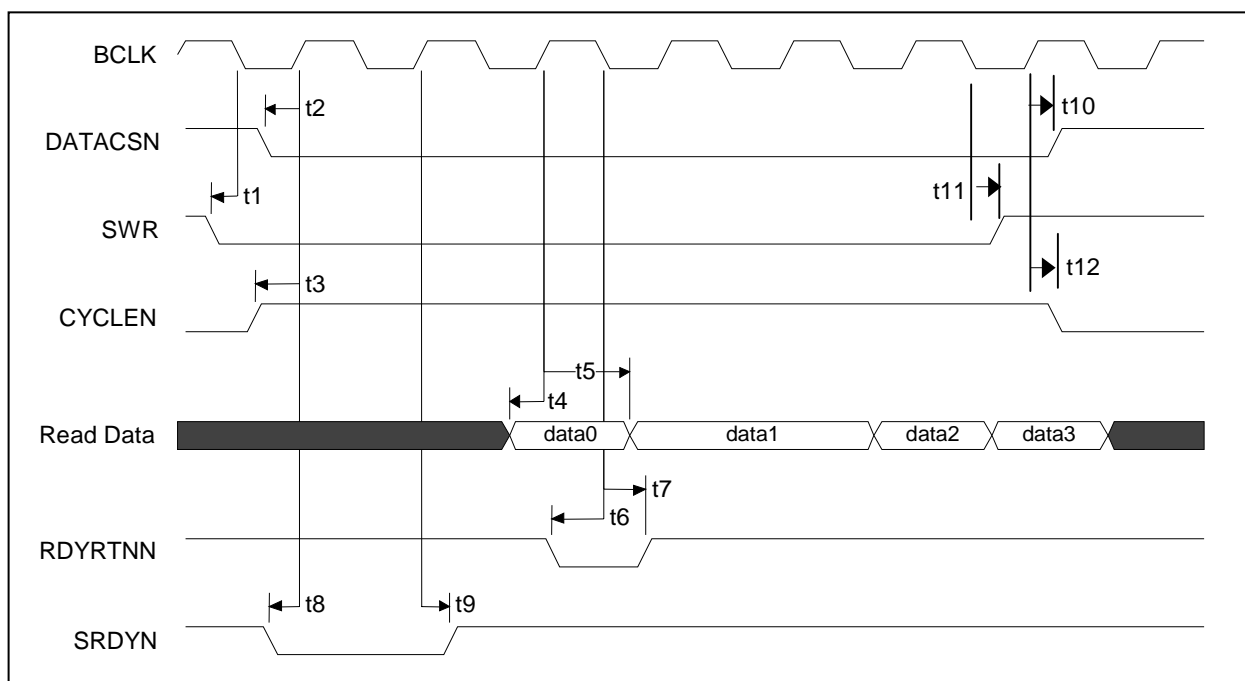 BCLK
t2
t10
DATACSN
t1
t11
SWR
t12
t3
CYCLEN
t5
t4
Read Data
data0
data1
data2
data3
t7
t6
RDYRTNN
t8
t9
SRDYN